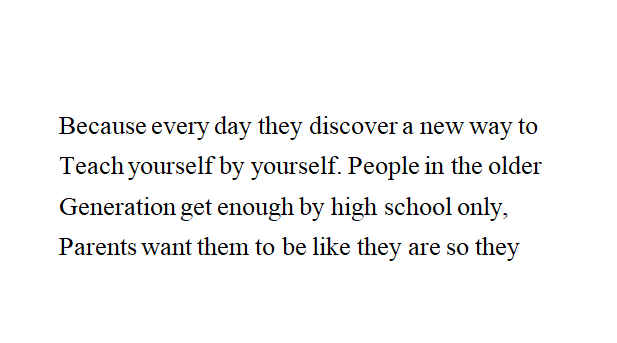 Because every day they discover a new way to
Teach yourself by yourself. People in the older
Generation get enough by high school only,
Parents want them to be like they are so they